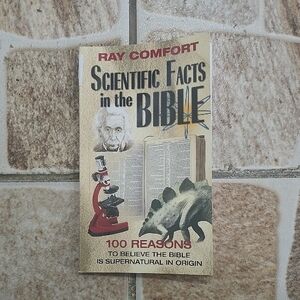 RAY COMFORT
SCIENTIFIC FACTS
in the BIBLE
100 REASONS
TO BELIEVE THE BIBLE
IS SUPERNATURAL IN ORIGIN